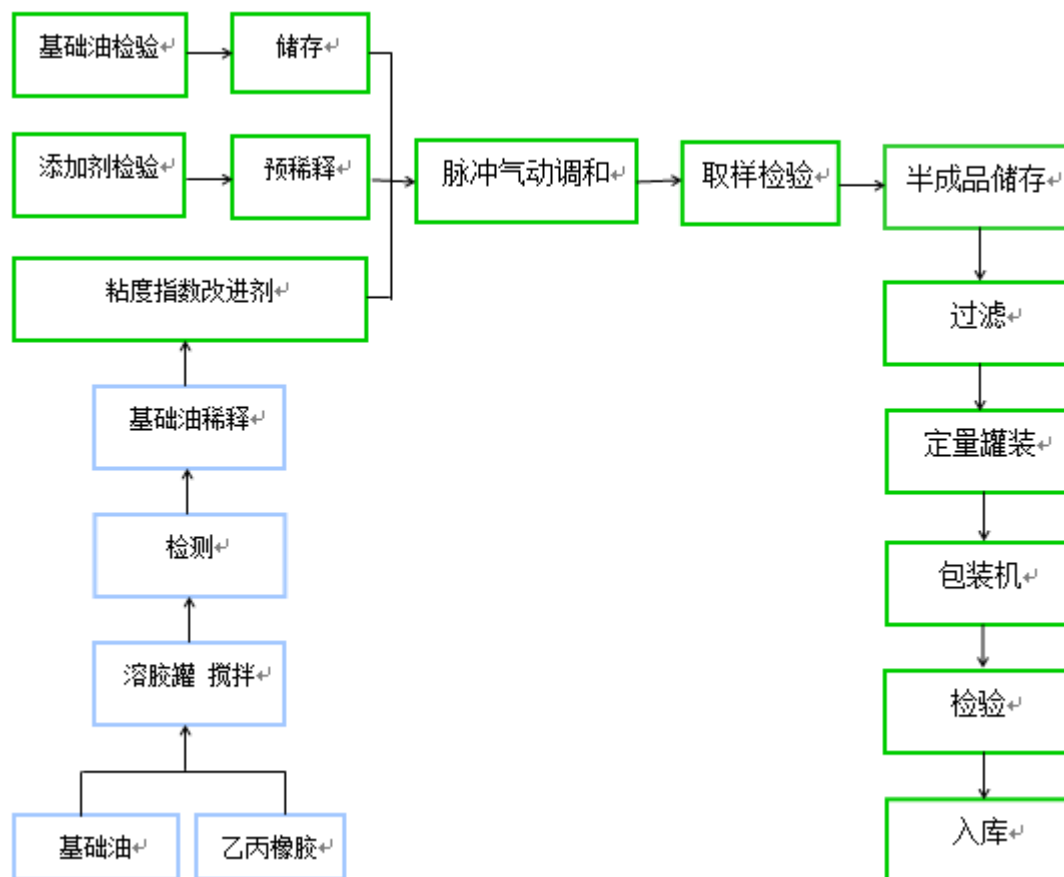 基础油检验
储存
添加剂检验
预稀释
脉冲气动调和
取样检验
半成品储存
粘度指数改进剂
过滤
基础油稀释
定量罐装
检测
包装机
溶胶罐 搅拌
检验
基础油
乙丙橡胶
入库